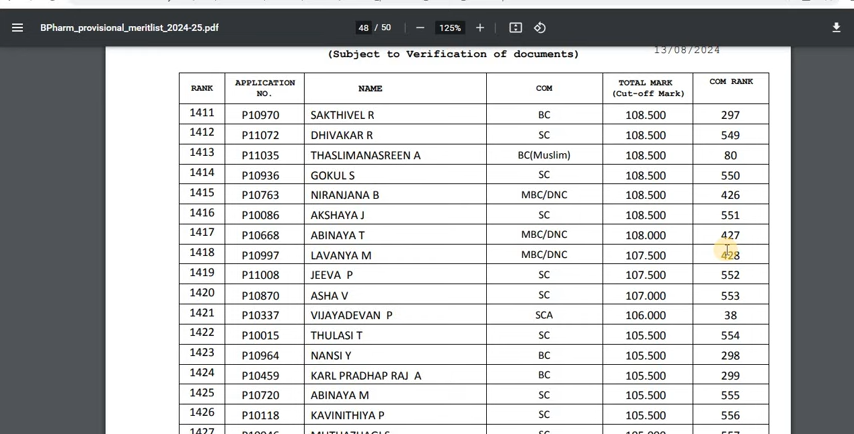 BPharm_provisional_meritlist_2024-25.pdf 48 / 50 125%
13/08/2024
(Subject to Verification of documents)
RANK APPLICATION NO. NAME COM TOTAL MARK (Cut-off Mark) COM RANK
1411 P10970 SAKTHIVEL R BC 108.500 297
1412 P11072 DHIVAKAR R SC 108.500 549
1413 P11035 THASLIMANASREEN A BC(Muslim) 108.500 80
1414 P10936 GOKUL S SC 108.500 550
1415 P10763 NIRANJANA B MBC/DNC 108.500 426
1416 P10086 AKSHAYA J SC 108.500 551
1417 P10668 ABINAYA T MBC/DNC 108.000 427
1418 P10997 LAVANYA M MBC/DNC 107.500 428
1419 P11008 JEEVA P SC 107.500 552
1420 P10870 ASHA V SC 107.000 553
1421 P10337 VIJAYADEVAN P SCA 106.000 38
1422 P10015 THULASI T SC 105.500 554
1423 P10964 NANSI Y BC 105.500 298
1424 P10459 KARL PRADHAP RAJ A BC 105.500 299
1425 P10720 ABINAYA M SC 105.500 555
1426 P10118 KAVINITHIYA P SC 105.500 556
1427